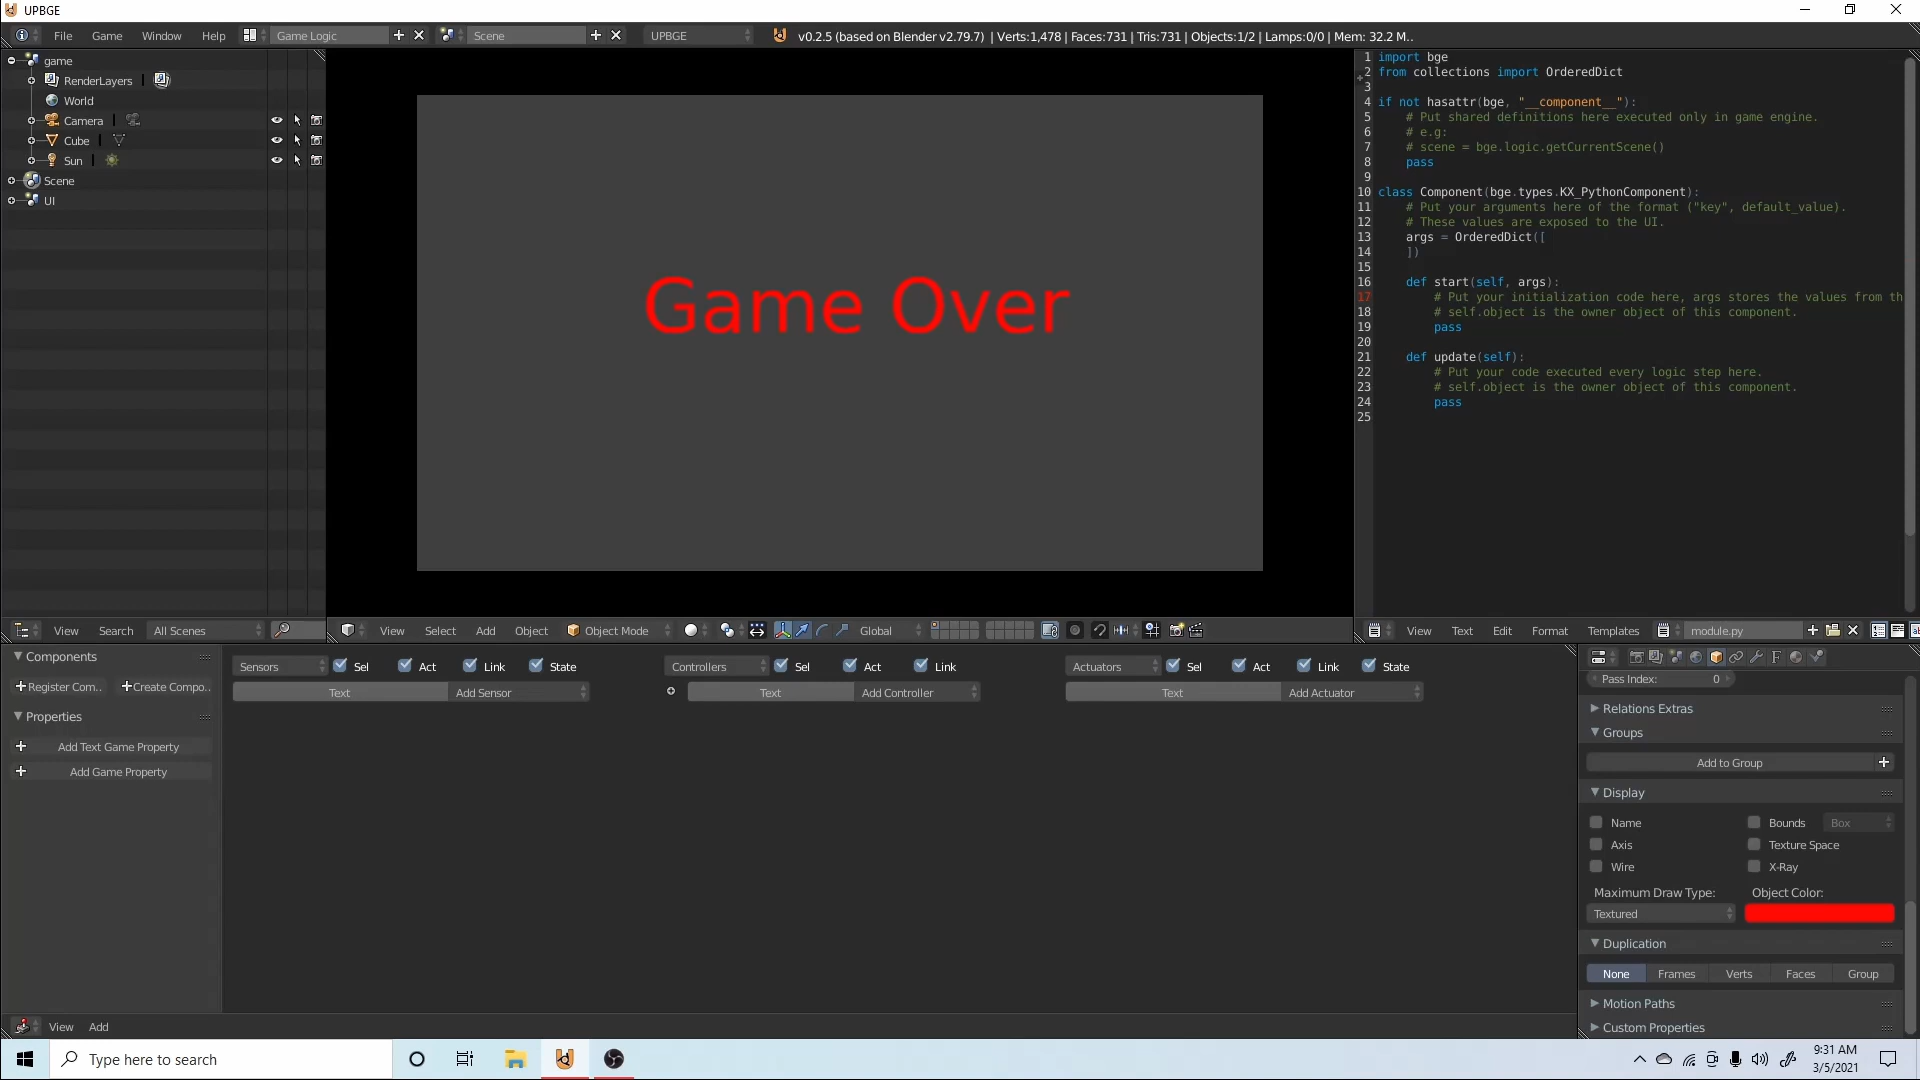 UPBGE
File Game Window Help Game Logic Scene UPBGE v0.2.5 (based on Blender v2.79.7) | Verts:1,478 | Faces:731 | Tris:731 | Objects:1/2 | Lamps:0/0 | Mem: 32.2 M..
game
RenderLayers
World
Camera
Cube
Sun
Scene
UI
View Search All Scenes
Game Over
View Select Add Object Object Mode Global
1 import bge
2 from collections import OrderedDict
3
4 if not hasattr(bge, "__component__"):
5 # Put shared definitions here executed only in game engine.
6 # e.g:
7 # scene = bge.logic.getCurrentScene()
8 pass
9
10 class Component(bge.types.KX_PythonComponent):
11 # Put your arguments here of the format ("key", default_value).
12 # These values are exposed to the UI.
13 args = OrderedDict([
14 ])
15
16 def start(self, args):
17 # Put your initialization code here, args stores the values from th
18 # self.object is the owner object of this component.
19 pass
20
21 def update(self):
22 # Put your code executed every logic step here.
23 # self.object is the owner object of this component.
24 pass
25
View Text Edit Format Templates module.py
Components
Register Com.. Create Compo..
Properties
Add Text Game Property
Add Game Property
Sensors Sel Act Link State
Text Add Sensor
Controllers Sel Act Link
Text Add Controller
Actuators Sel Act Link State
Text Add Actuator
View Add
Pass Index: 0
Relations Extras
Groups
Add to Group
Display
Name Bounds Box
Axis Texture Space
Wire X-Ray
Maximum Draw Type: Object Color:
Textured
Duplication
None Frames Verts Faces Group
Motion Paths
Custom Properties
Type here to search
9:31 AM
3/5/2021